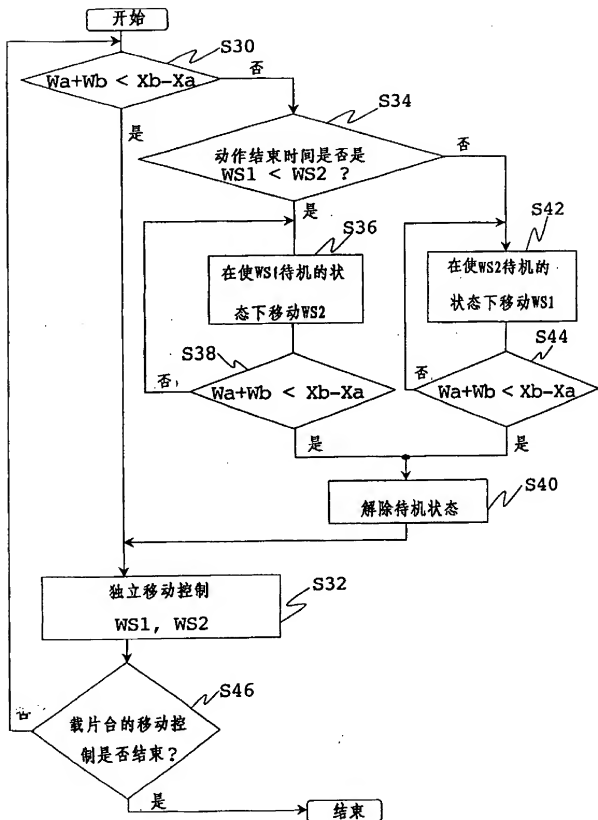 开始
S30
Wa+Wb < Xb-Xa
否
S34
是
动作结束时间是否是
WS1 < WS2 ?
否
是
S36
S42
在使WS1待机的状
态下移动WS2
在使WS2待机的
状态下移动WS1
S38
S44
否
Wa+Wb < Xb-Xa
否
Wa+Wb < Xb-Xa
是
是
S40
解除待机状态
独立移动控制
WS1, WS2
S32
S46
否
载片台的移动控
制是否结束?
是
结束